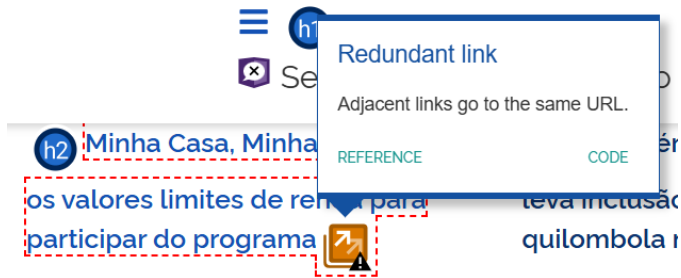 h1
Redundant link
Se
Adjacent links go to the same URL.
REFERENCE CODE
h2 Minha Casa, Minha
os valores limites de para
leva inclusão
participar do programa
quilombola